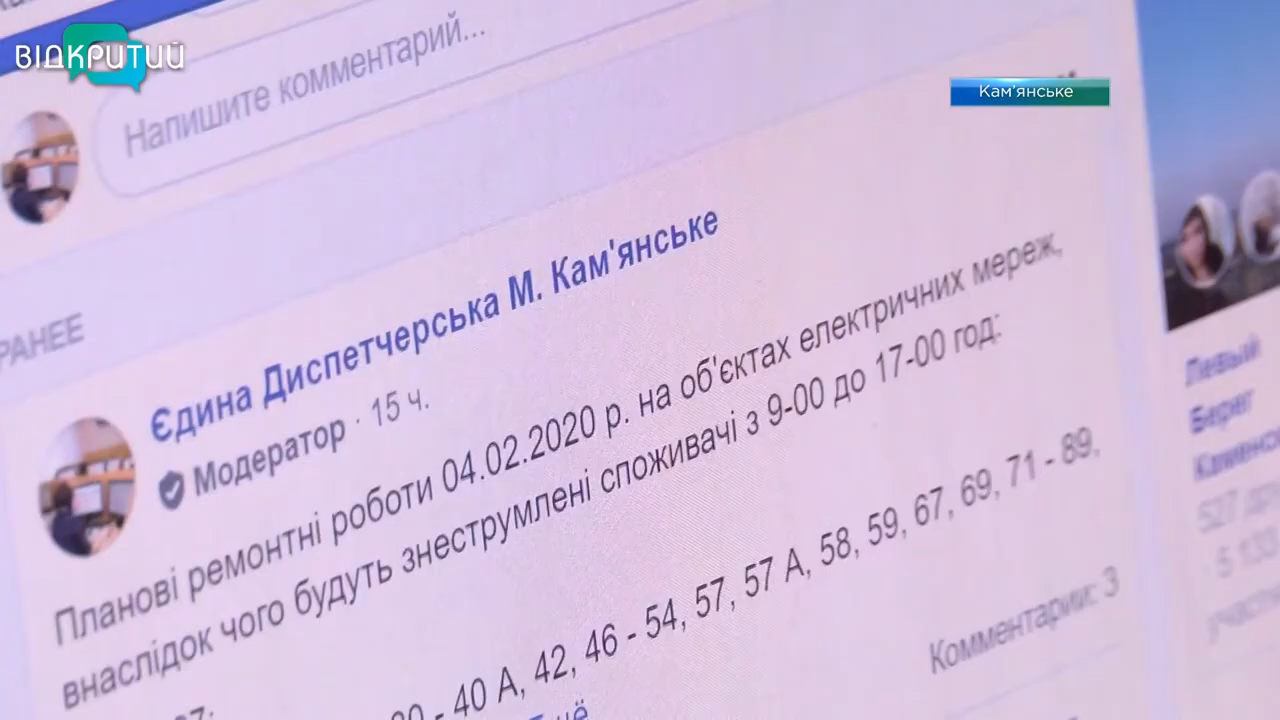 ВІДКРИТИЙ
Кам'янське
Напишите комментарий...
РАНЕЕ
Єдина Диспетчерська М. Кам'янське
Модератор · 15 ч.
Планові ремонтні роботи 04.02.2020 р. на об'єктах електричних мереж,
внаслідок чого будуть знеструмлені споживачі з 9-00 до 17-00 год:
- 40 А, 42, 46 - 54, 57, 57 А, 58, 59, 67, 69, 71 - 89,
Комментарии: 3
Левый
Берег